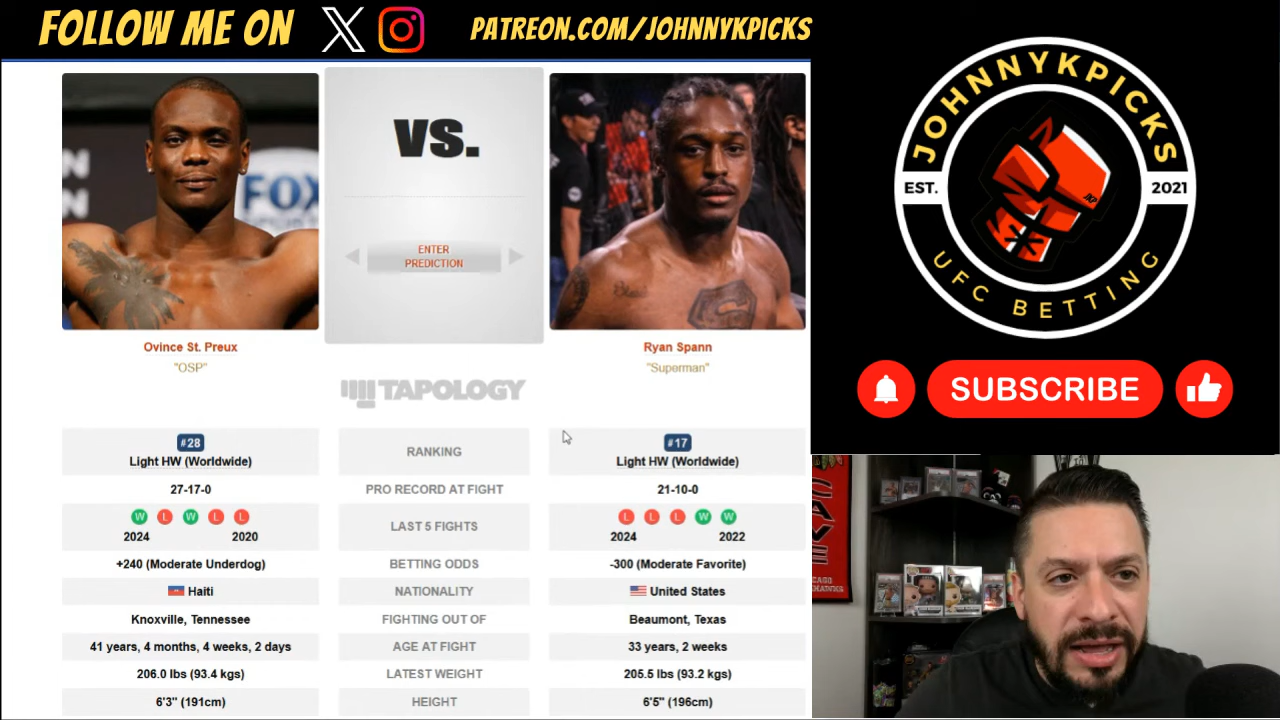 FOLLOW ME ON
PATREON.COM/JOHNNYKPICKS
VS.
ENTER
PREDICTION
FOX
Ovince St. Preux
"OSP"
Ryan Spann
"Superman"
TAPOLOGY
#28
Light HW (Worldwide)
RANKING
#17
Light HW (Worldwide)
27-17-0
PRO RECORD AT FIGHT
21-10-0
W L W L L
2024 2020
LAST 5 FIGHTS
L L L W W
2024 2022
+240 (Moderate Underdog)
BETTING ODDS
-300 (Moderate Favorite)
Haiti
NATIONALITY
United States
Knoxville, Tennessee
FIGHTING OUT OF
Beaumont, Texas
41 years, 4 months, 4 weeks, 2 days
AGE AT FIGHT
33 years, 2 weeks
206.0 lbs (93.4 kgs)
LATEST WEIGHT
205.5 lbs (93.2 kgs)
6'3" (191cm)
HEIGHT
6'5" (196cm)
JOHNNYKPICKS
EST. 2021
JKP
UFC BETTING
SUBSCRIBE